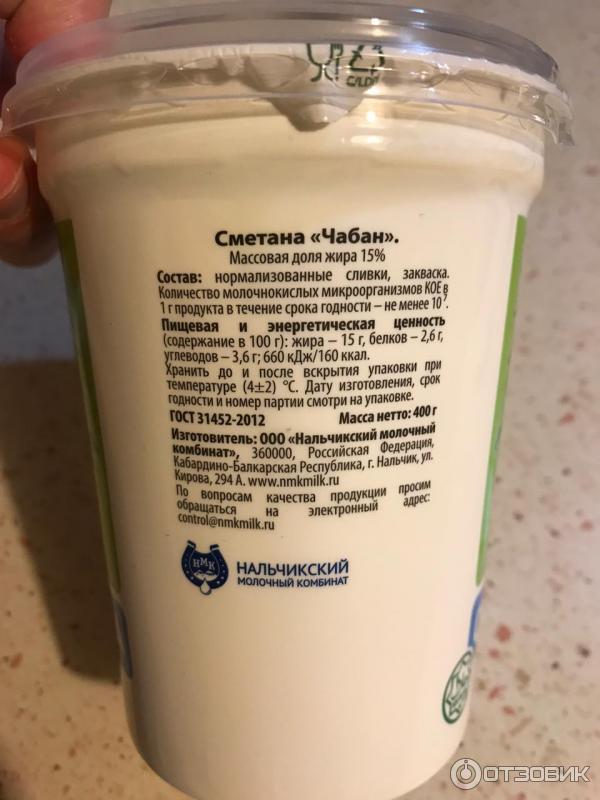 Сметана «Чабан».
Массовая доля жира 15%
Состав: нормализованные сливки, закваска.
Количество молочнокислых микроорганизмов КОЕ в
1 г продукта в течение срока годности – не менее 10⁷.
Пищевая и энергетическая ценность
(содержание в 100 г): жира – 15 г, белков – 2,6 г,
углеводов – 3,6 г; 660 кДж/160 ккал.
Хранить до и после вскрытия упаковки при
температуре (4±2) °С. Дату изготовления, срок
годности и номер партии смотри на упаковке.
ГОСТ 31452-2012 Масса нетто: 400 г
Изготовитель: ООО «Нальчикский молочный
комбинат», 360000, Российская Федерация,
Кабардино-Балкарская Республика, г. Нальчик, ул.
Кирова, 294 А. www.nmkmilk.ru
По вопросам качества продукции просим
обращаться на электронный адрес:
control@nmkmilk.ru
НМК
НАЛЬЧИКСКИЙ
МОЛОЧНЫЙ КОМБИНАТ
ОТЗОВИК